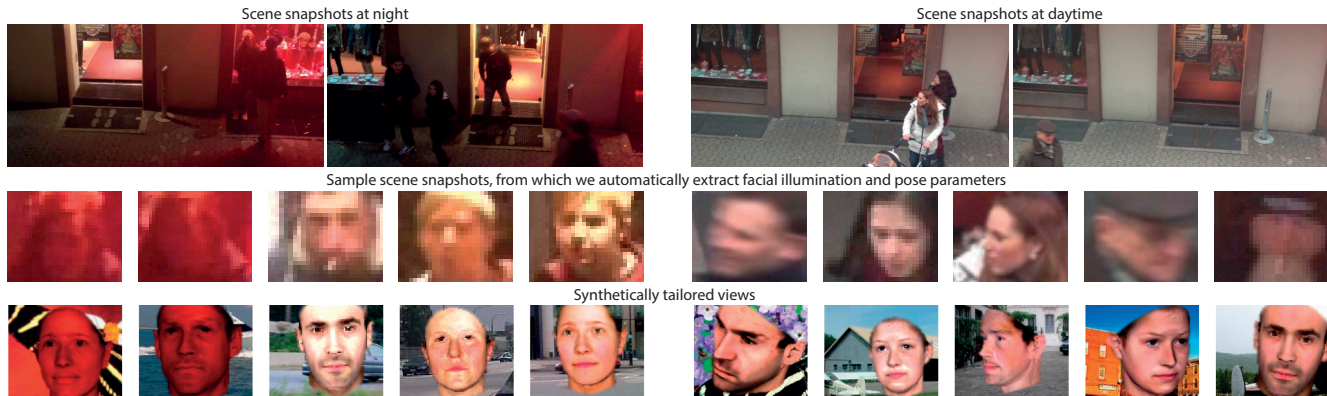 Scene snapshots at night
Scene snapshots at daytime
Sample scene snapshots, from which we automatically extract facial illumination and pose parameters
Synthetically tailored views